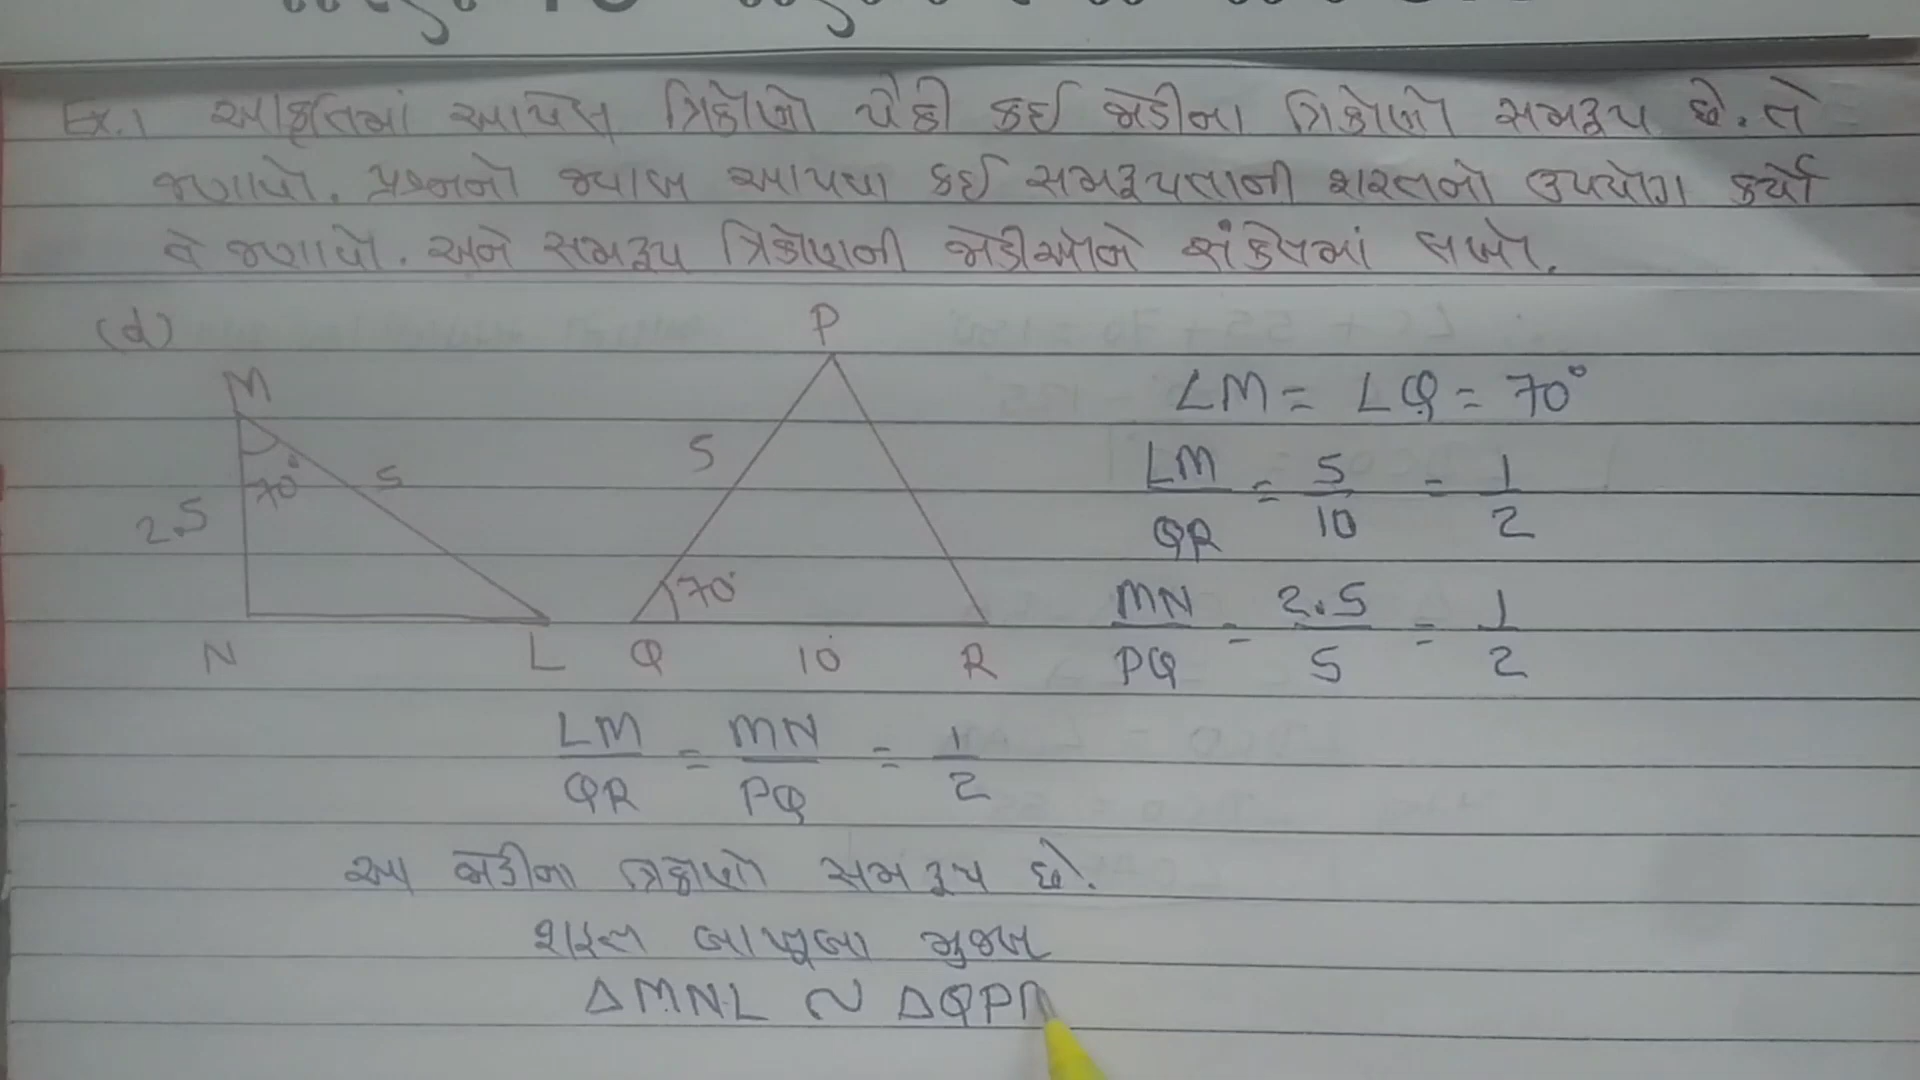 Ex.1 આકૃતિમાં આપેલ ત્રિકોણો પૈકી કઈ જોડીના ત્રિકોણો સમરૂપ છે. તે
જણાવો. પ્રશ્નનો જવાબ આપવા કઈ સમરૂપતાની શરતનો ઉપયોગ કર્યો
તે જણાવો. અને સમરૂપ ત્રિકોણની જોડીઓને સંકેતમાં લખો.
(d)
M
70°
2.5
5
N
L
P
5
70°
Q
10
R
∠M = ∠Q = 70°
LM/QR = 5/10 = 1/2
MN/PQ = 2.5/5 = 1/2
LM/QR = MN/PQ = 1/2
આ જોડીના ત્રિકોણો સમરૂપ છે.
શરત બાખૂબા મુજબ
ΔMNL ~ ΔQPR